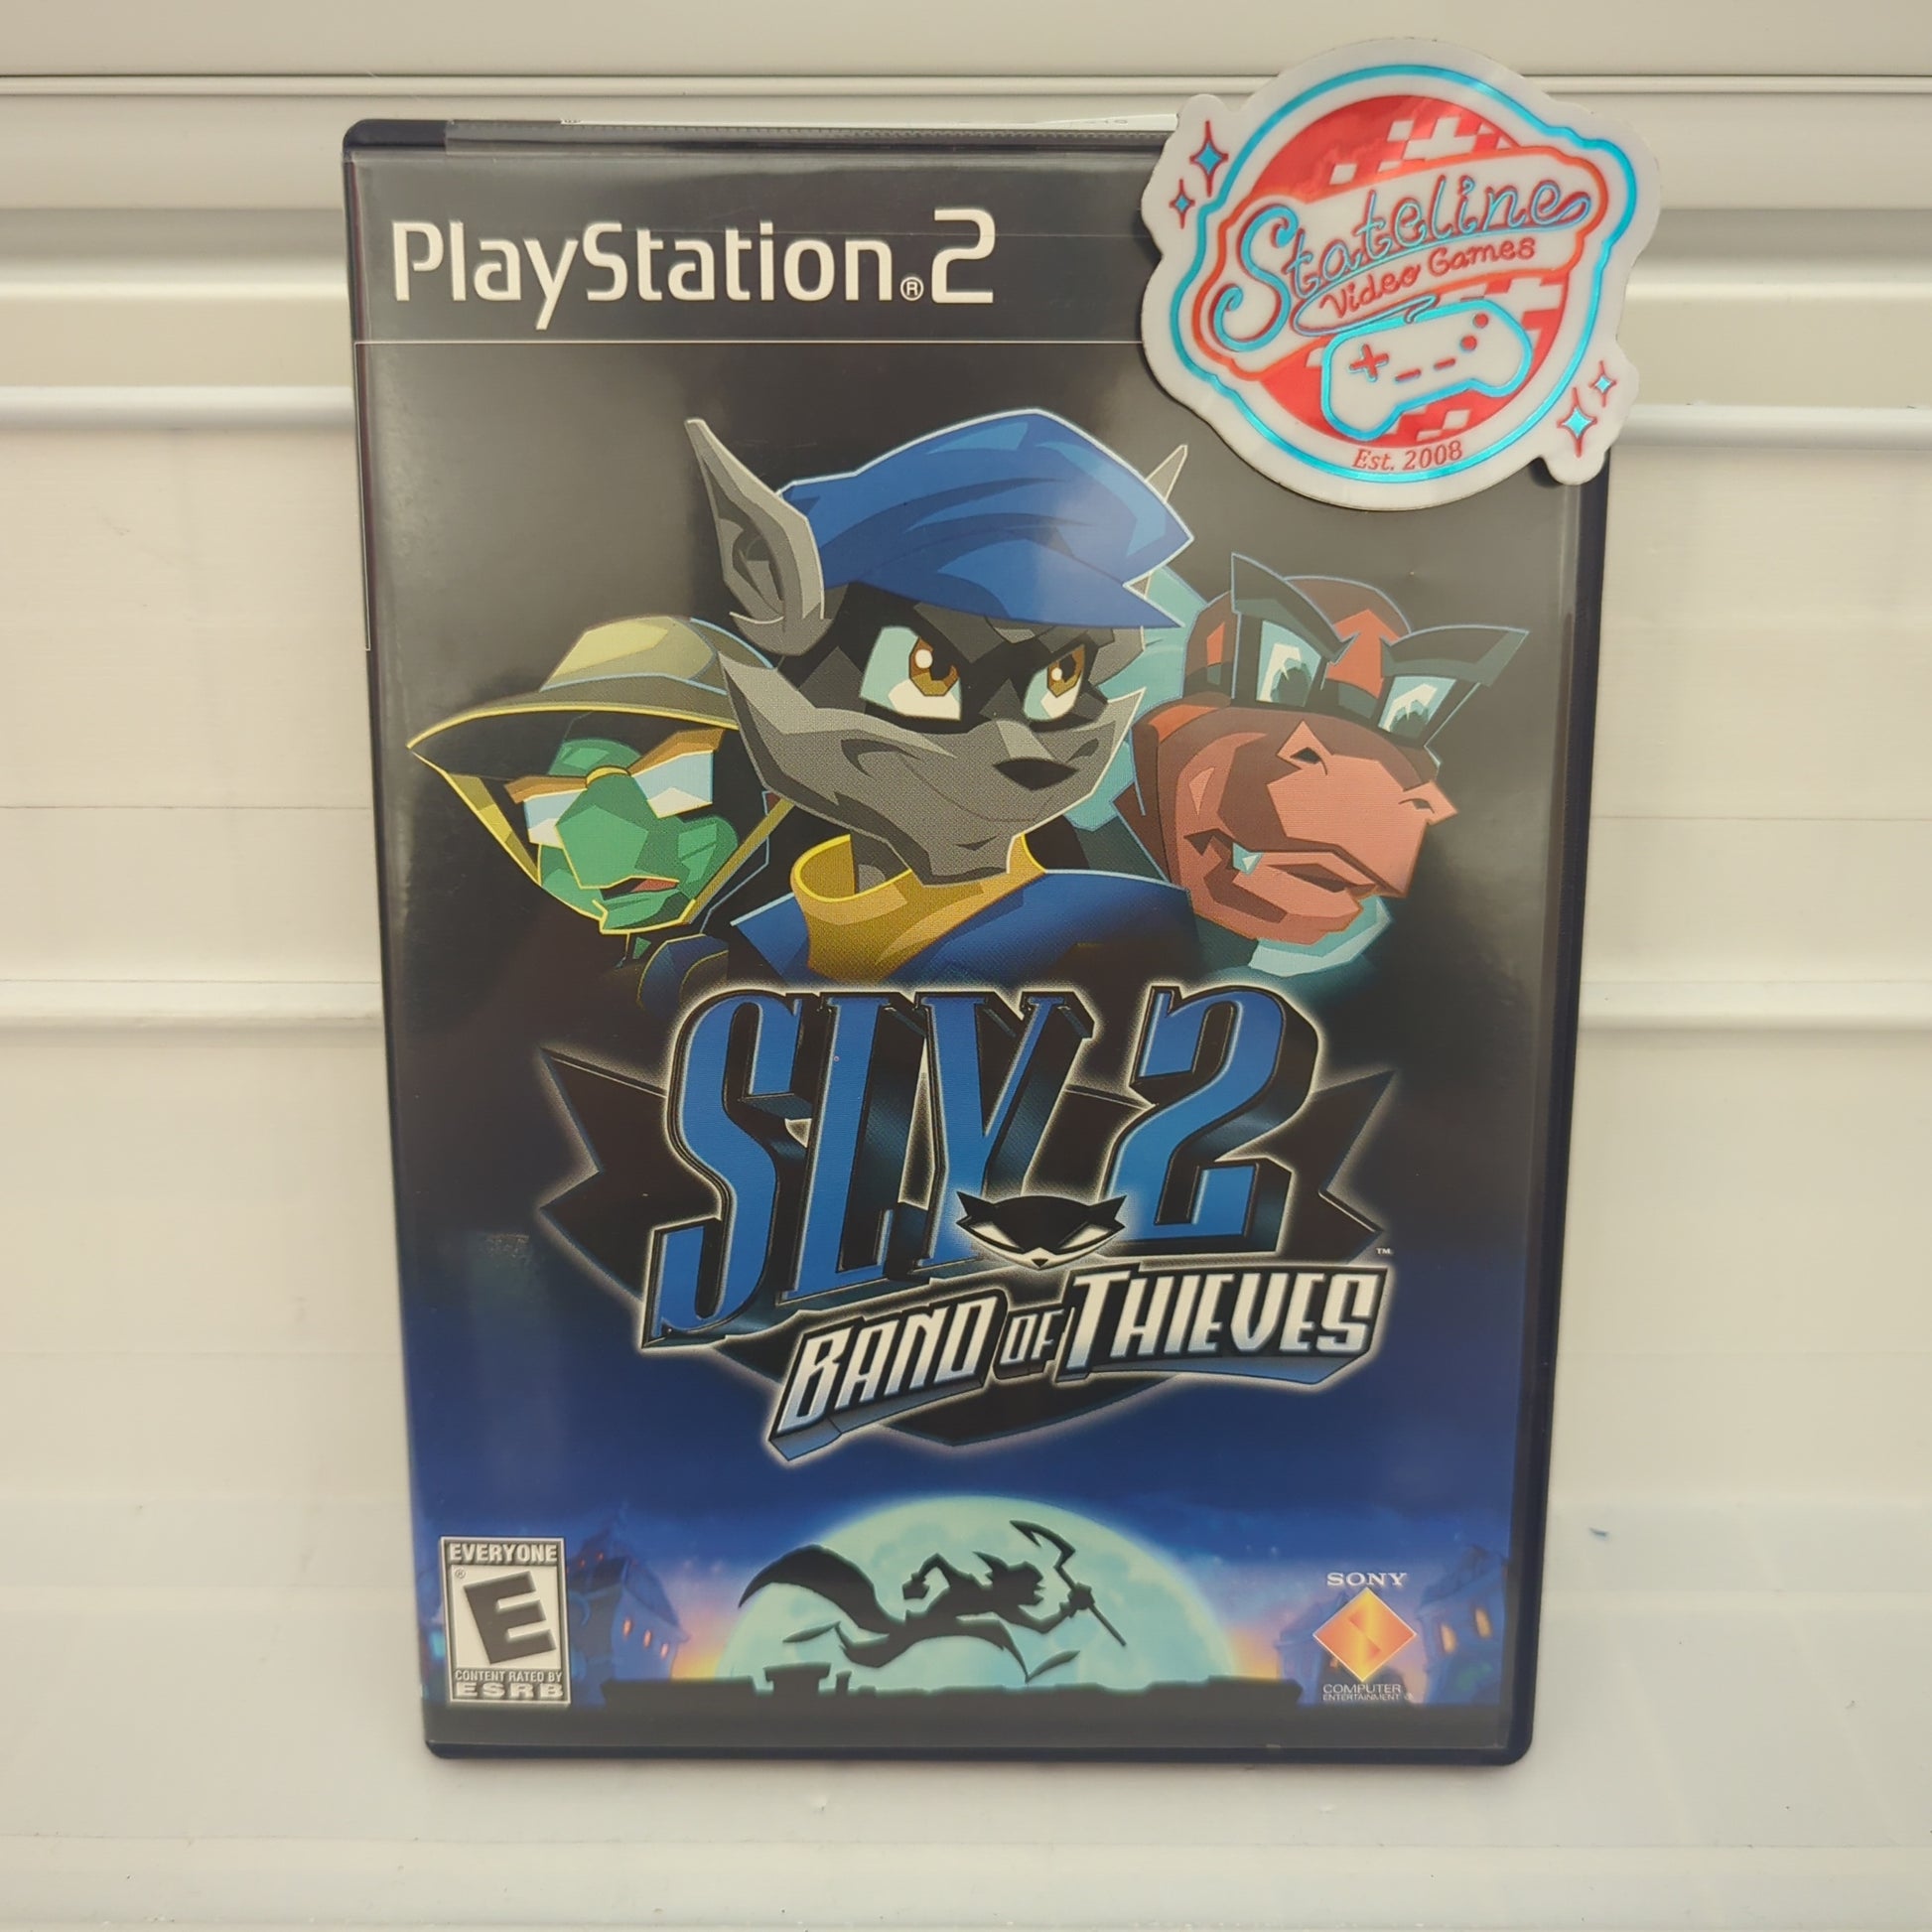 PlayStation®2
Stateline
Video Games
Est. 2008
SLY 2
TM
BAND OF THIEVES
EVERYONE
®
E
CONTENT RATED BY
ESRB
SONY
COMPUTER
ENTERTAINMENT ®